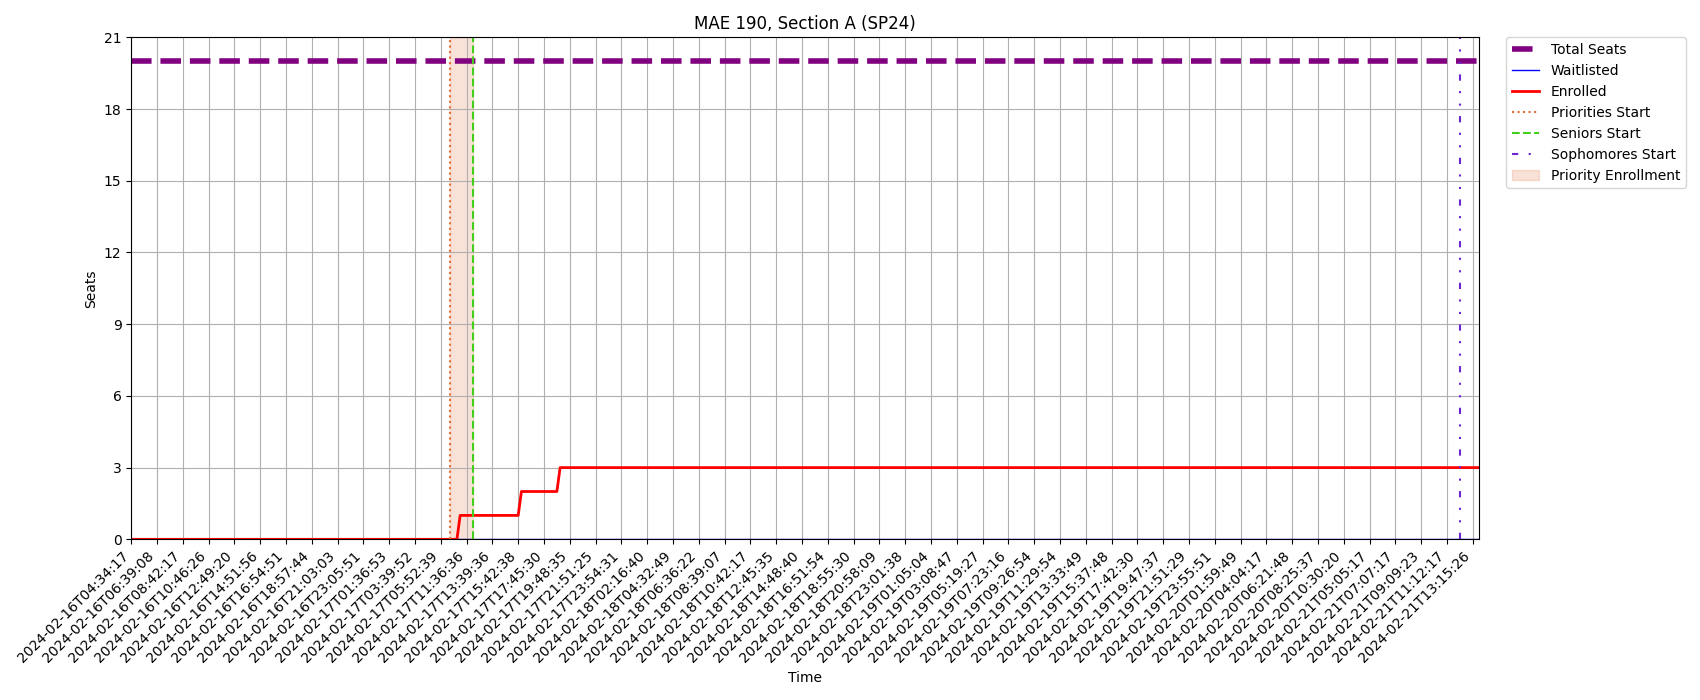 MAE 190, Section A (SP24)
21
18
15
12
9
6
3
0
Seats
2024-02-16T04:34:17
2024-02-16T06:39:08
2024-02-16T08:42:17
2024-02-16T10:46:26
2024-02-16T12:49:20
2024-02-16T14:51:56
2024-02-16T16:54:51
2024-02-16T18:57:44
2024-02-16T21:03:03
2024-02-16T23:05:51
2024-02-17T01:36:53
2024-02-17T03:39:52
2024-02-17T05:52:39
2024-02-17T11:36:36
2024-02-17T13:39:36
2024-02-17T15:42:38
2024-02-17T17:45:30
2024-02-17T19:48:35
2024-02-17T21:51:25
2024-02-17T23:54:31
2024-02-18T02:16:40
2024-02-18T04:32:49
2024-02-18T06:36:22
2024-02-18T08:39:07
2024-02-18T10:42:17
2024-02-18T12:45:35
2024-02-18T14:48:40
2024-02-18T16:51:54
2024-02-18T18:55:30
2024-02-18T20:58:09
2024-02-18T23:01:38
2024-02-19T01:05:04
2024-02-19T03:08:47
2024-02-19T05:19:27
2024-02-19T07:23:16
2024-02-19T09:26:54
2024-02-19T11:29:54
2024-02-19T13:33:49
2024-02-19T15:37:48
2024-02-19T17:42:30
2024-02-19T19:47:37
2024-02-19T21:51:29
2024-02-19T23:55:51
2024-02-20T01:59:49
2024-02-20T04:04:17
2024-02-20T06:21:48
2024-02-20T08:25:37
2024-02-20T10:30:20
2024-02-21T05:05:17
2024-02-21T07:07:17
2024-02-21T09:09:23
2024-02-21T11:12:17
2024-02-21T13:15:26
Time
Total Seats
Waitlisted
Enrolled
Priorities Start
Seniors Start
Sophomores Start
Priority Enrollment